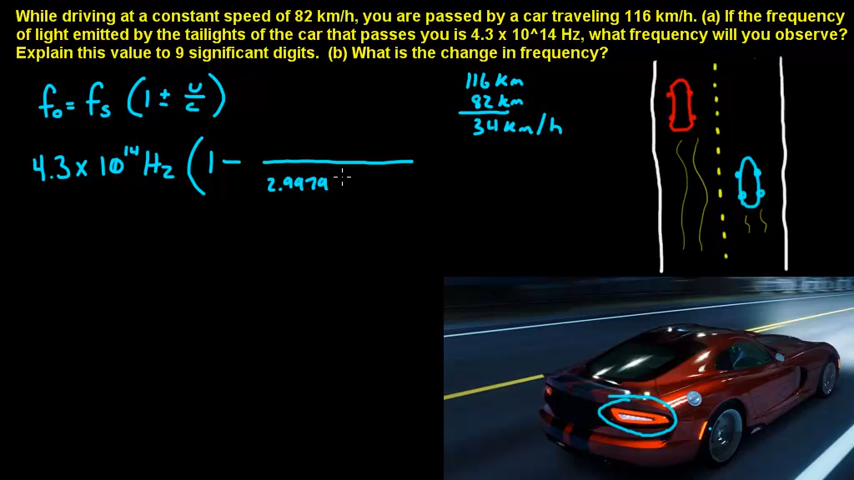 While driving at a constant speed of 82 km/h, you are passed by a car traveling 116 km/h. (a) If the frequency
of light emitted by the tailights of the car that passes you is 4.3 x 10^14 Hz, what frequency will you observe?
Explain this value to 9 significant digits. (b) What is the change in frequency?
116 km
82 km
34 km/h
f₀ = fₛ (1 ± u/c)
4.3 x 10¹⁴ Hz (1 −
2.9979